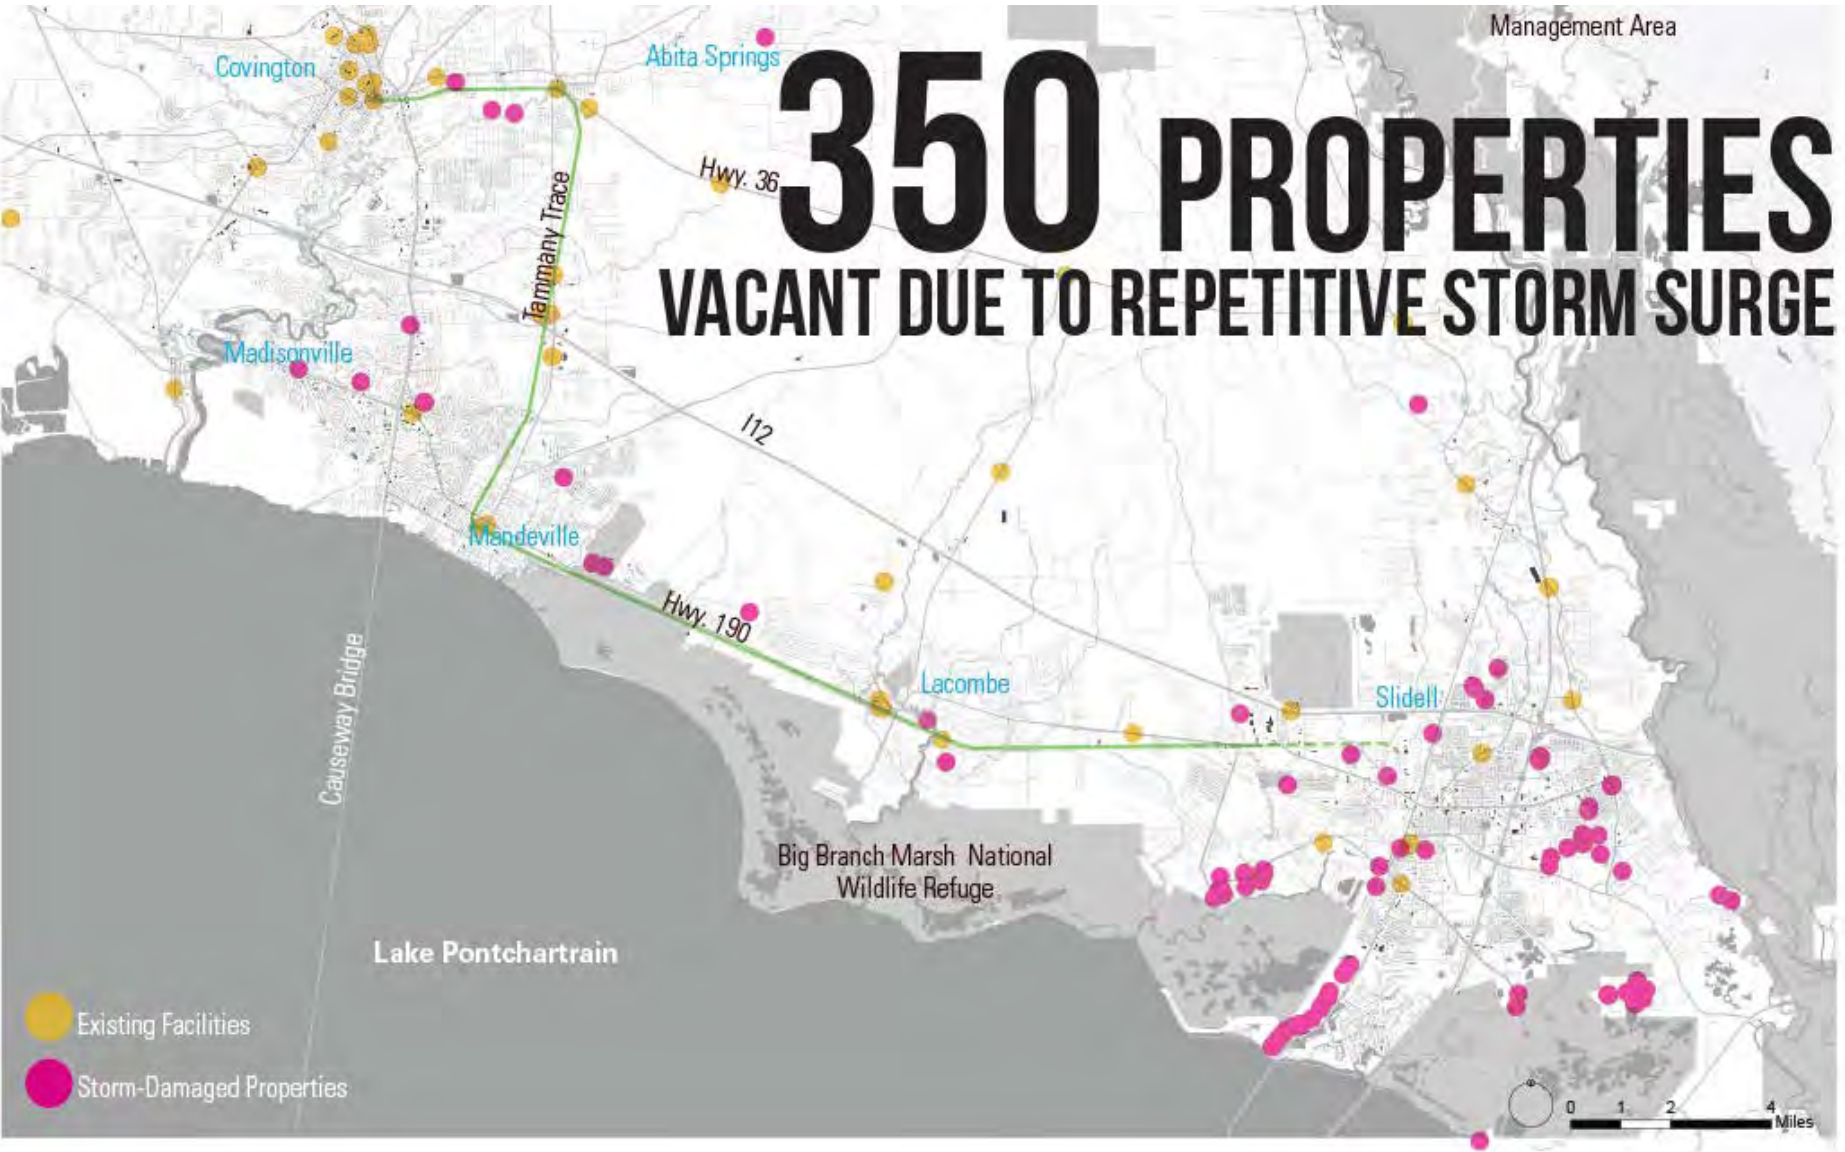 Management Area
Covington
Abita Springs
350 PROPERTIES
VACANT DUE TO REPETITIVE STORM SURGE
Hwy. 36
Tammany Trace
Madisonville
I12
Mandeville
Hwy. 190
Causeway Bridge
Lacombe
Slidell
Big Branch Marsh National
Wildlife Refuge
Lake Pontchartrain
Existing Facilities
Storm-Damaged Properties
0 1 2 4
Miles